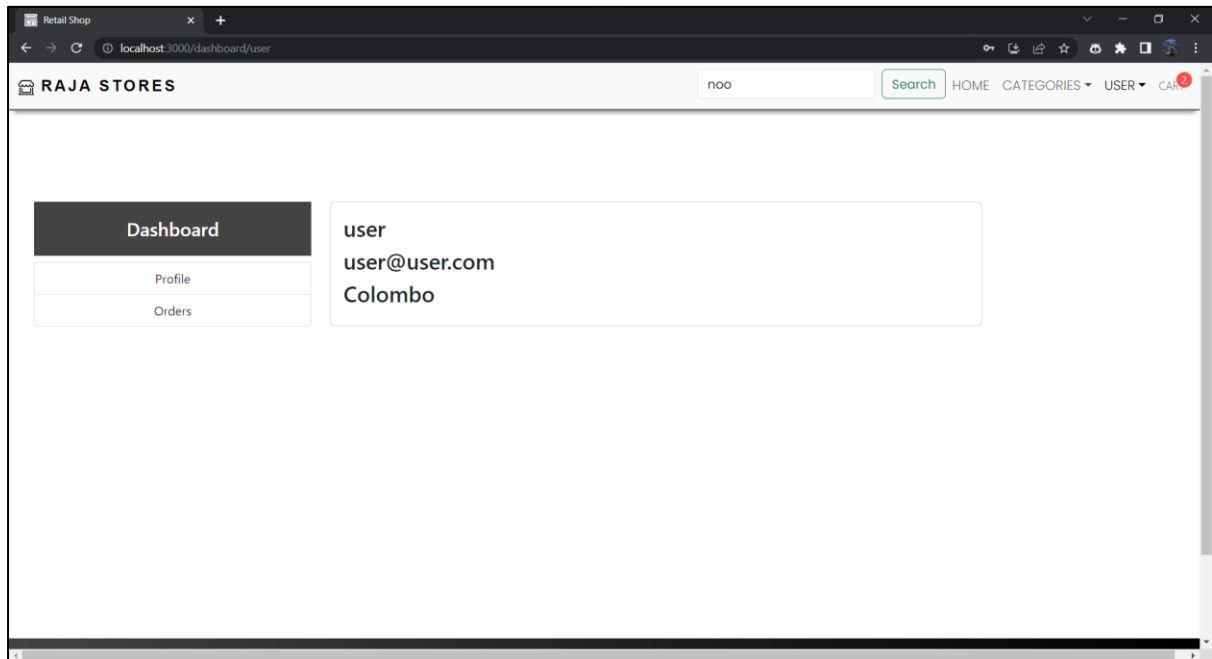 Retail Shop
localhost:3000/dashboard/user
RAJA STORES
noo
Search
HOME
CATEGORIES
USER
CART
2
Dashboard
Profile
Orders
user
user@user.com
Colombo